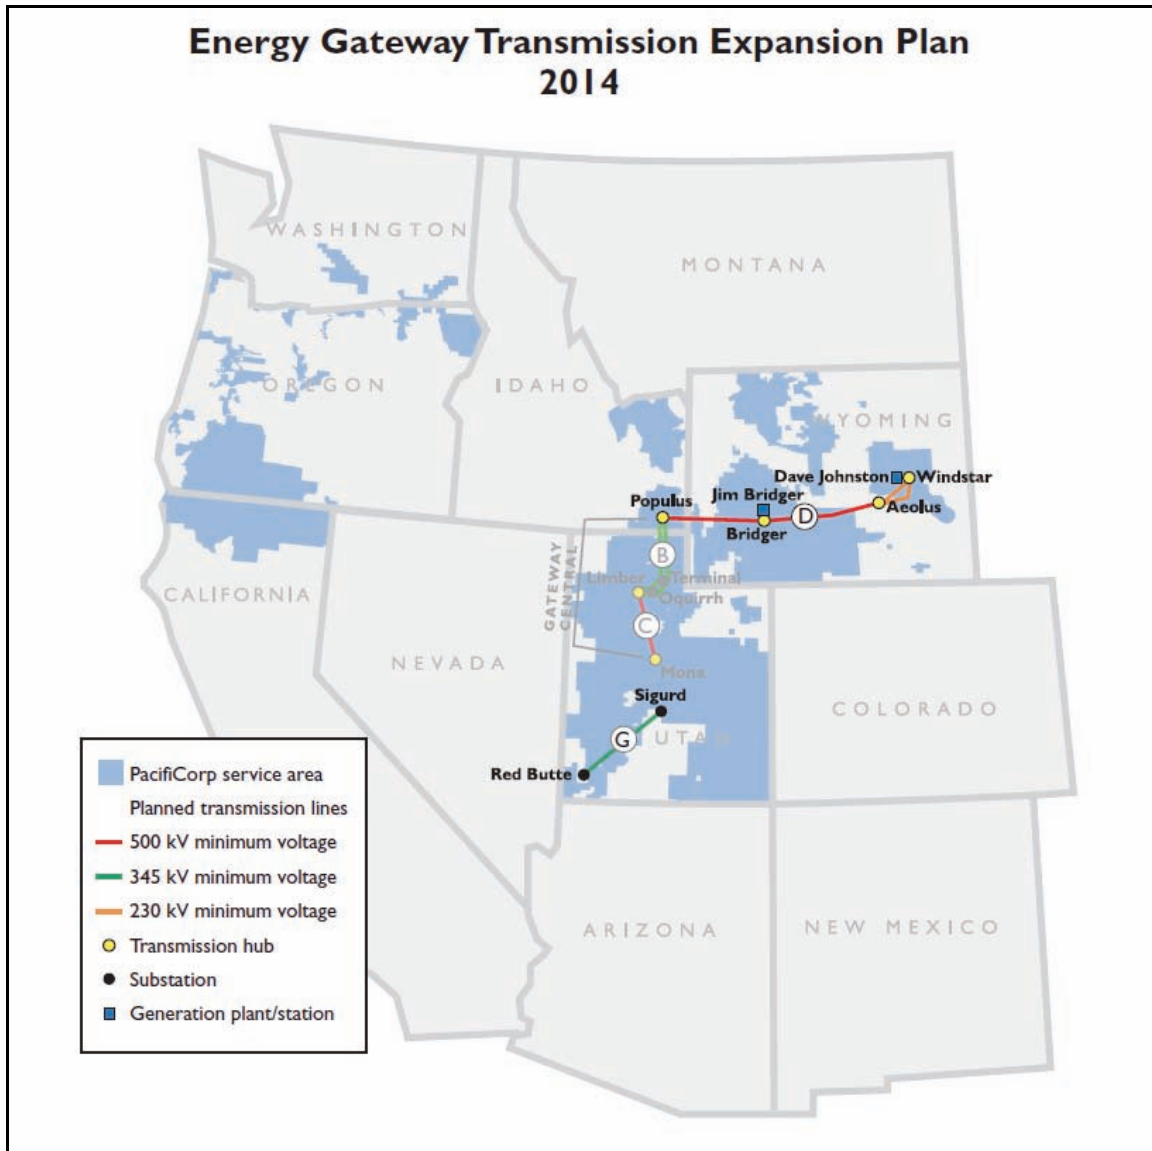 Energy Gateway Transmission Expansion Plan
2014
WASHINGTON
MONTANA
OREGON
IDAHO
WYOMING
Dave Johnston
Windstar
Jim Bridger
Populus
Aeolus
D
Bridger
B
GATEWAY
CENTRAL
Limber
Terminal
Oquirrh
CALIFORNIA
C
NEVADA
Mona
Sigurd
COLORADO
G
UTAH
Red Butte
PacifiCorp service area
Planned transmission lines
500 kV minimum voltage
345 kV minimum voltage
230 kV minimum voltage
Transmission hub
Substation
Generation plant/station
ARIZONA
NEW MEXICO